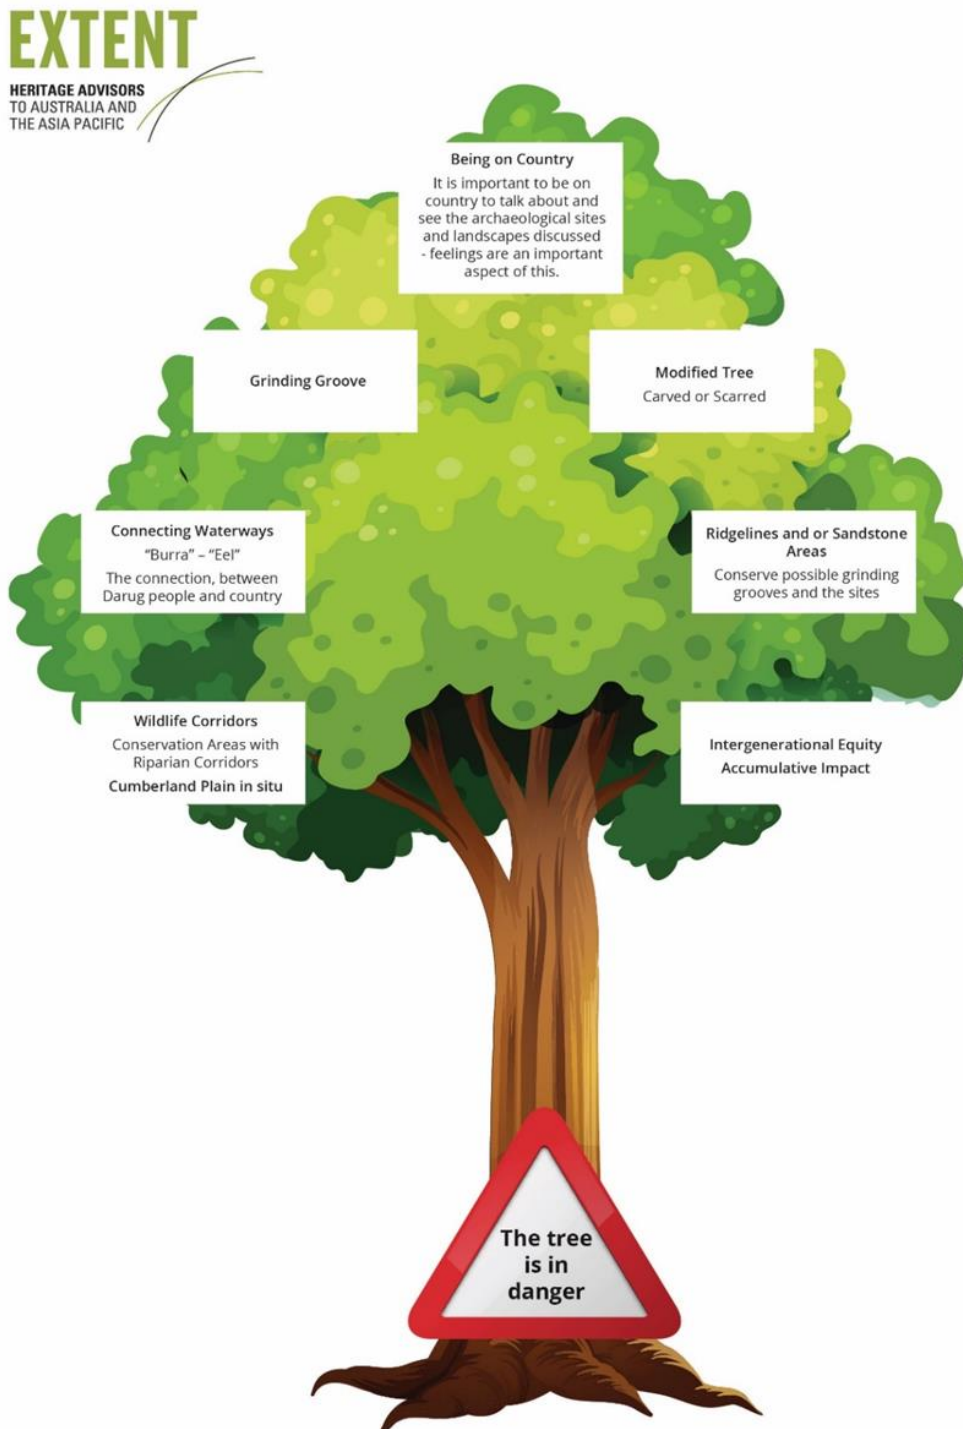 EXTENT
HERITAGE ADVISORS
TO AUSTRALIA AND
THE ASIA PACIFIC
Being on Country
It is important to be on
country to talk about and
see the archaeological sites
and landscapes discussed
- feelings are an important
aspect of this.
Grinding Groove
Modified Tree
Carved or Scarred
Connecting Waterways
“Burra” – “Eel”
The connection, between
Darug people and country
Ridgelines and or Sandstone
Areas
Conserve possible grinding
grooves and the sites
Wildlife Corridors
Conservation Areas with
Riparian Corridors
Cumberland Plain in situ
Intergenerational Equity
Accumulative Impact
The tree
is in
danger